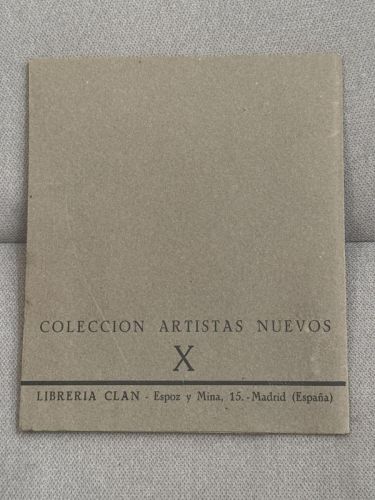 COLECCION ARTISTAS NUEVOS
X
LIBRERIA CLAN - Espoz y Mina, 15. - Madrid (España)